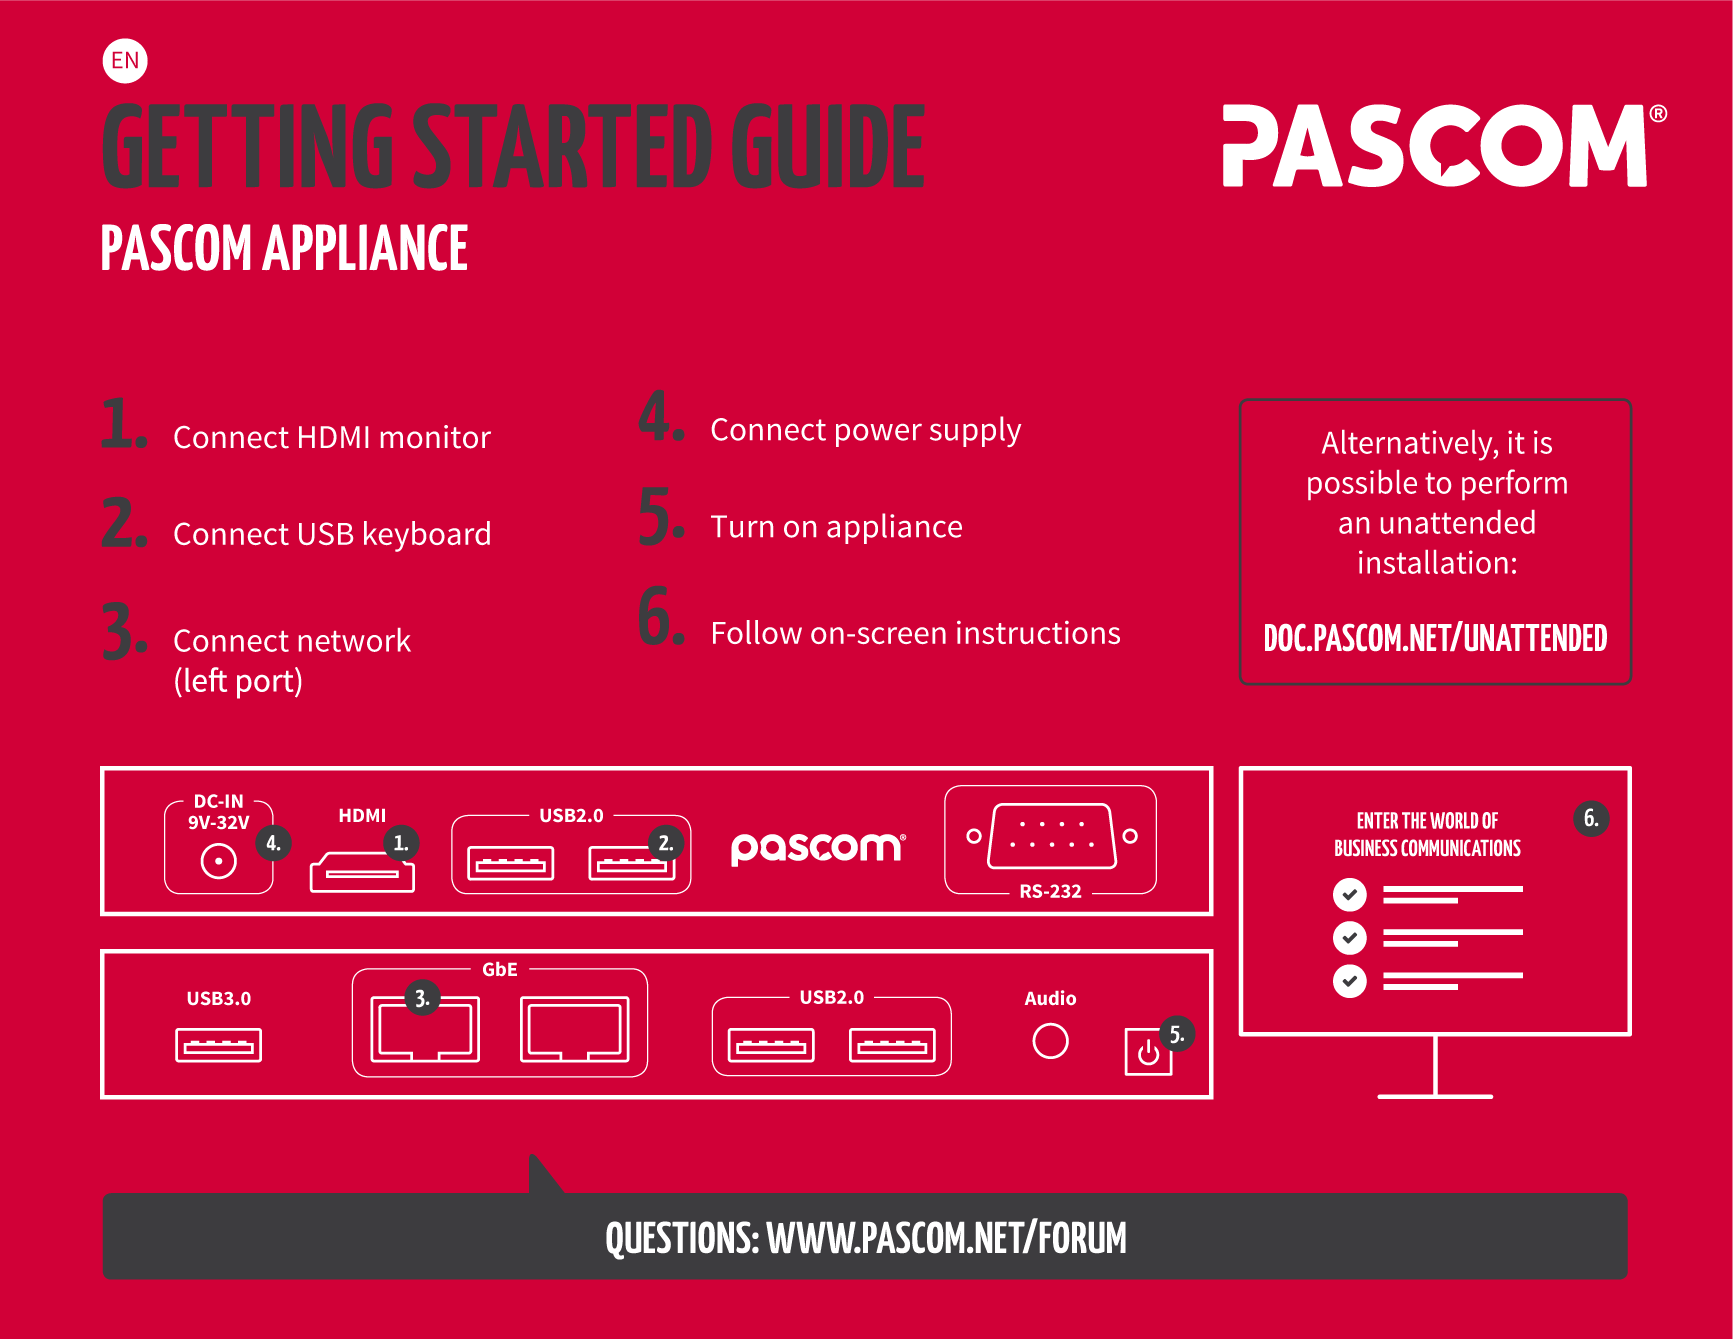 EN
GETTING STARTED GUIDE
PASCOM®
PASCOM APPLIANCE
1. Connect HDMI monitor
2. Connect USB keyboard
3. Connect network
(left port)
4. Connect power supply
5. Turn on appliance
6. Follow on-screen instructions
Alternatively, it is
possible to perform
an unattended
installation:
DOC.PASCOM.NET/UNATTENDED
DC-IN
9V-32V
4.
HDMI
1.
USB2.0
2.
pascom®
RS-232
USB3.0
GbE
3.
USB2.0
Audio
5.
6.
ENTER THE WORLD OF
BUSINESS COMMUNICATIONS
QUESTIONS: WWW.PASCOM.NET/FORUM